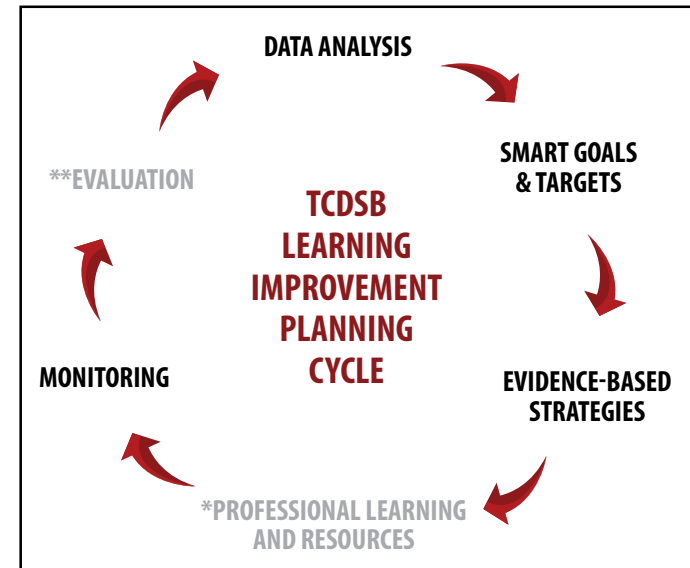 DATA ANALYSIS
SMART GOALS
& TARGETS
**EVALUATION
TCDSB
LEARNING
IMPROVEMENT
PLANNING
CYCLE
MONITORING
EVIDENCE-BASED
STRATEGIES
*PROFESSIONAL LEARNING
AND RESOURCES